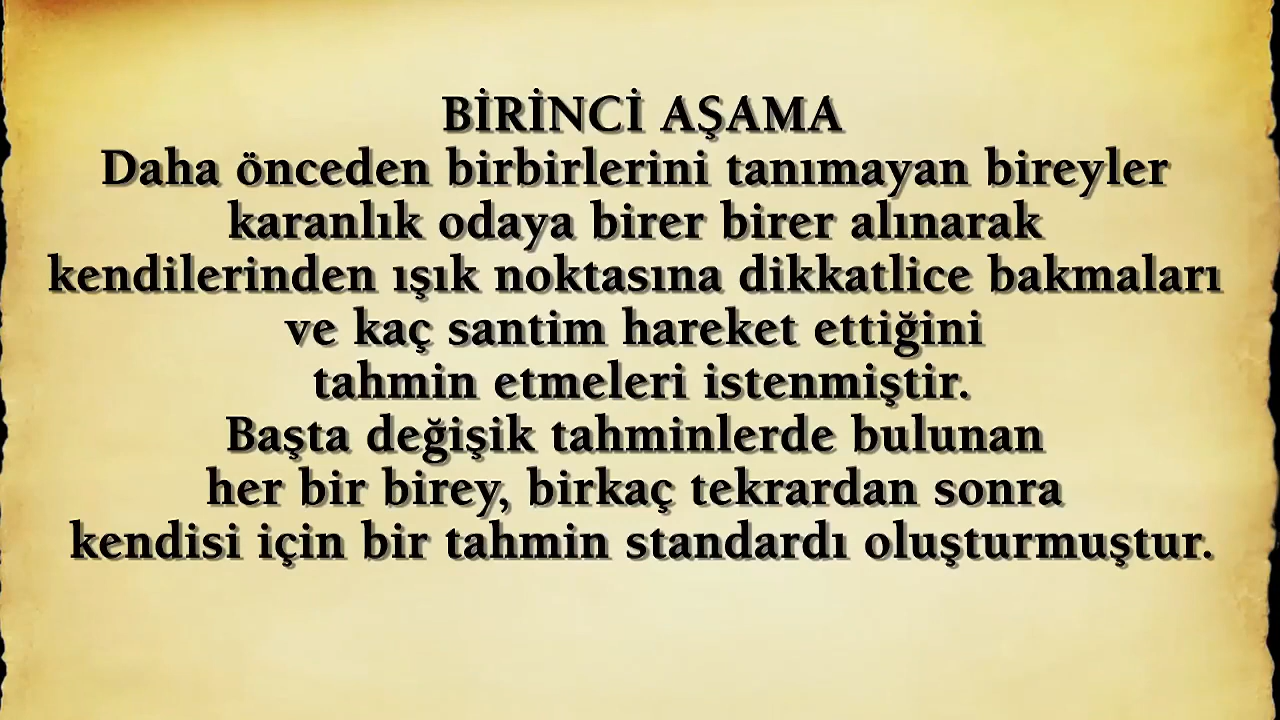 BİRİNCİ AŞAMA
Daha önceden birbirlerini tanımayan bireyler
karanlık odaya birer birer alınarak
kendilerinden ışık noktasına dikkatlice bakmaları
ve kaç santim hareket ettiğini
tahmin etmeleri istenmiştir.
Başta değişik tahminlerde bulunan
her bir birey, birkaç tekrardan sonra
kendisi için bir tahmin standardı oluşturmuştur.